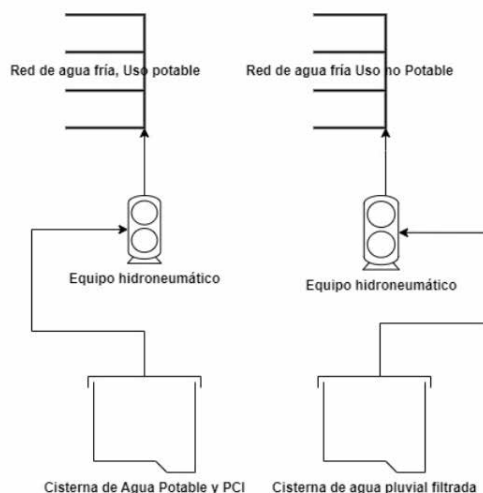 Red de agua fría, Uso potable
Red de agua fría Uso no Potable
Equipo hidroneumático
Equipo hidroneumático
Cisterna de Agua Potable y PCI
Cisterna de agua pluvial filtrada